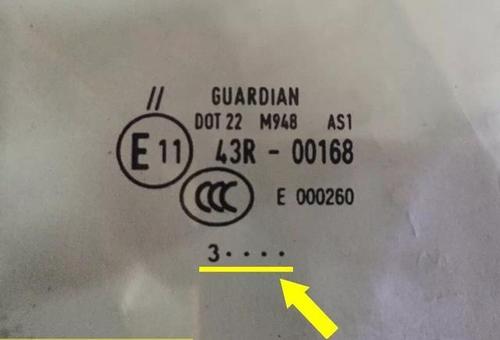 // GUARDIAN
DOT 22 M948 AS1
E 11 43R - 00168
CCC E 000260
3....